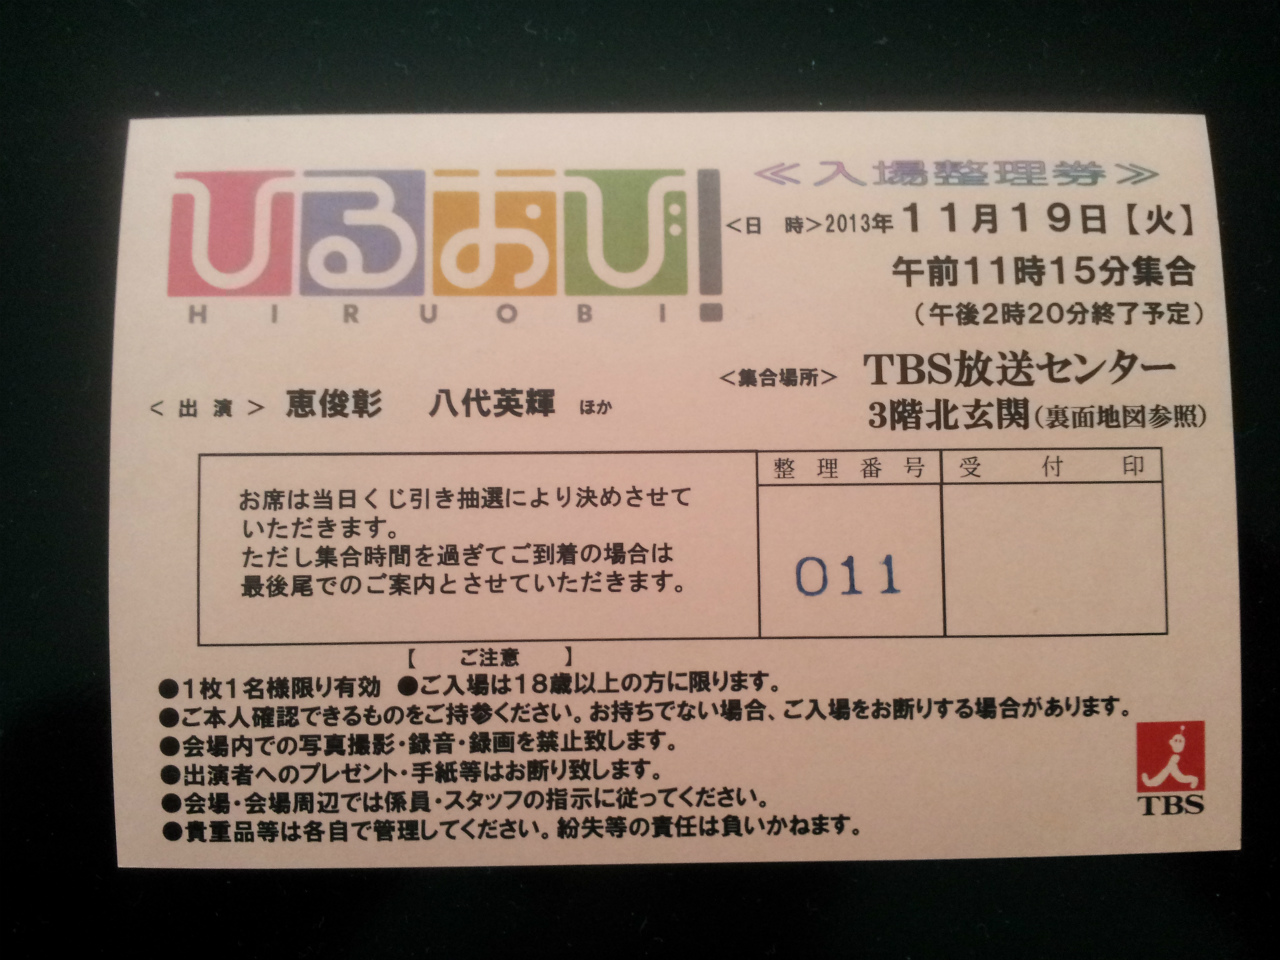 ひるおび!
HIRUOBI
≪入場整理券≫
<日 時>2013年11月19日【火】
午前11時15分集合
(午後2時20分終了予定)
<集合場所> TBS放送センター
3階北玄関(裏面地図参照)
<出演> 恵俊彰 八代英輝 ほか
お席は当日くじ引き抽選により決めさせて
いただきます。
ただし集合時間を過ぎてご到着の場合は
最後尾でのご案内とさせていただきます。
整理番号 受付印
011
【 ご注意 】
●1枚1名様限り有効 ●ご入場は18歳以上の方に限ります。
●ご本人確認できるものをご持参ください。お持ちでない場合、ご入場をお断りする場合があります。
●会場内での写真撮影・録音・録画を禁止致します。
●出演者へのプレゼント・手紙等はお断り致します。
●会場・会場周辺では係員・スタッフの指示に従ってください。
●貴重品等は各自で管理してください。紛失等の責任は負いかねます。
TBS